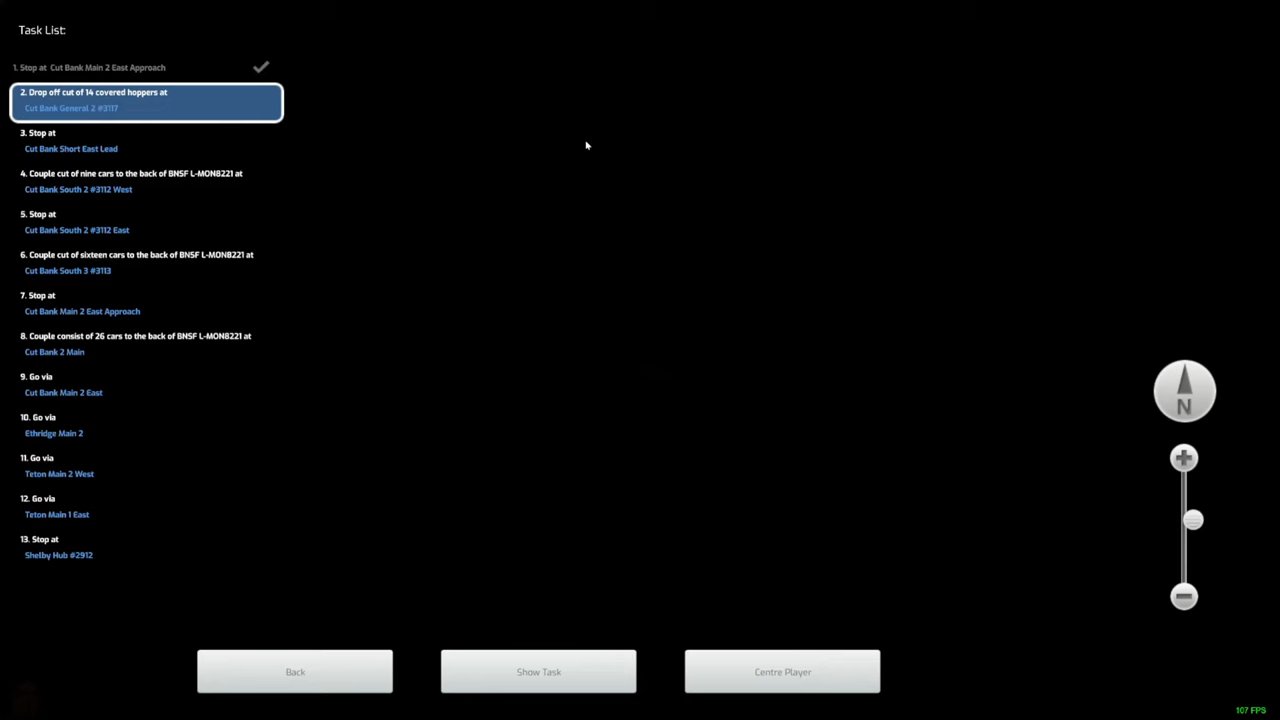 Task List:
1. Stop at Cut Bank Main 2 East Approach
2. Drop off cut of 14 covered hoppers at
Cut Bank General 2 #3117
3. Stop at
Cut Bank Short East Lead
4. Couple cut of nine cars to the back of BNSF L-MON8221 at
Cut Bank South 2 #3112 West
5. Stop at
Cut Bank South 2 #3112 East
6. Couple cut of sixteen cars to the back of BNSF L-MON8221 at
Cut Bank South 3 #3113
7. Stop at
Cut Bank Main 2 East Approach
8. Couple consist of 26 cars to the back of BNSF L-MON8221 at
Cut Bank 2 Main
9. Go via
Cut Bank Main 2 East
10. Go via
Ethridge Main 2
11. Go via
Teton Main 2 West
12. Go via
Teton Main 1 East
13. Stop at
Shelby Hub #2912
N
Back
Show Task
Centre Player
107 FPS